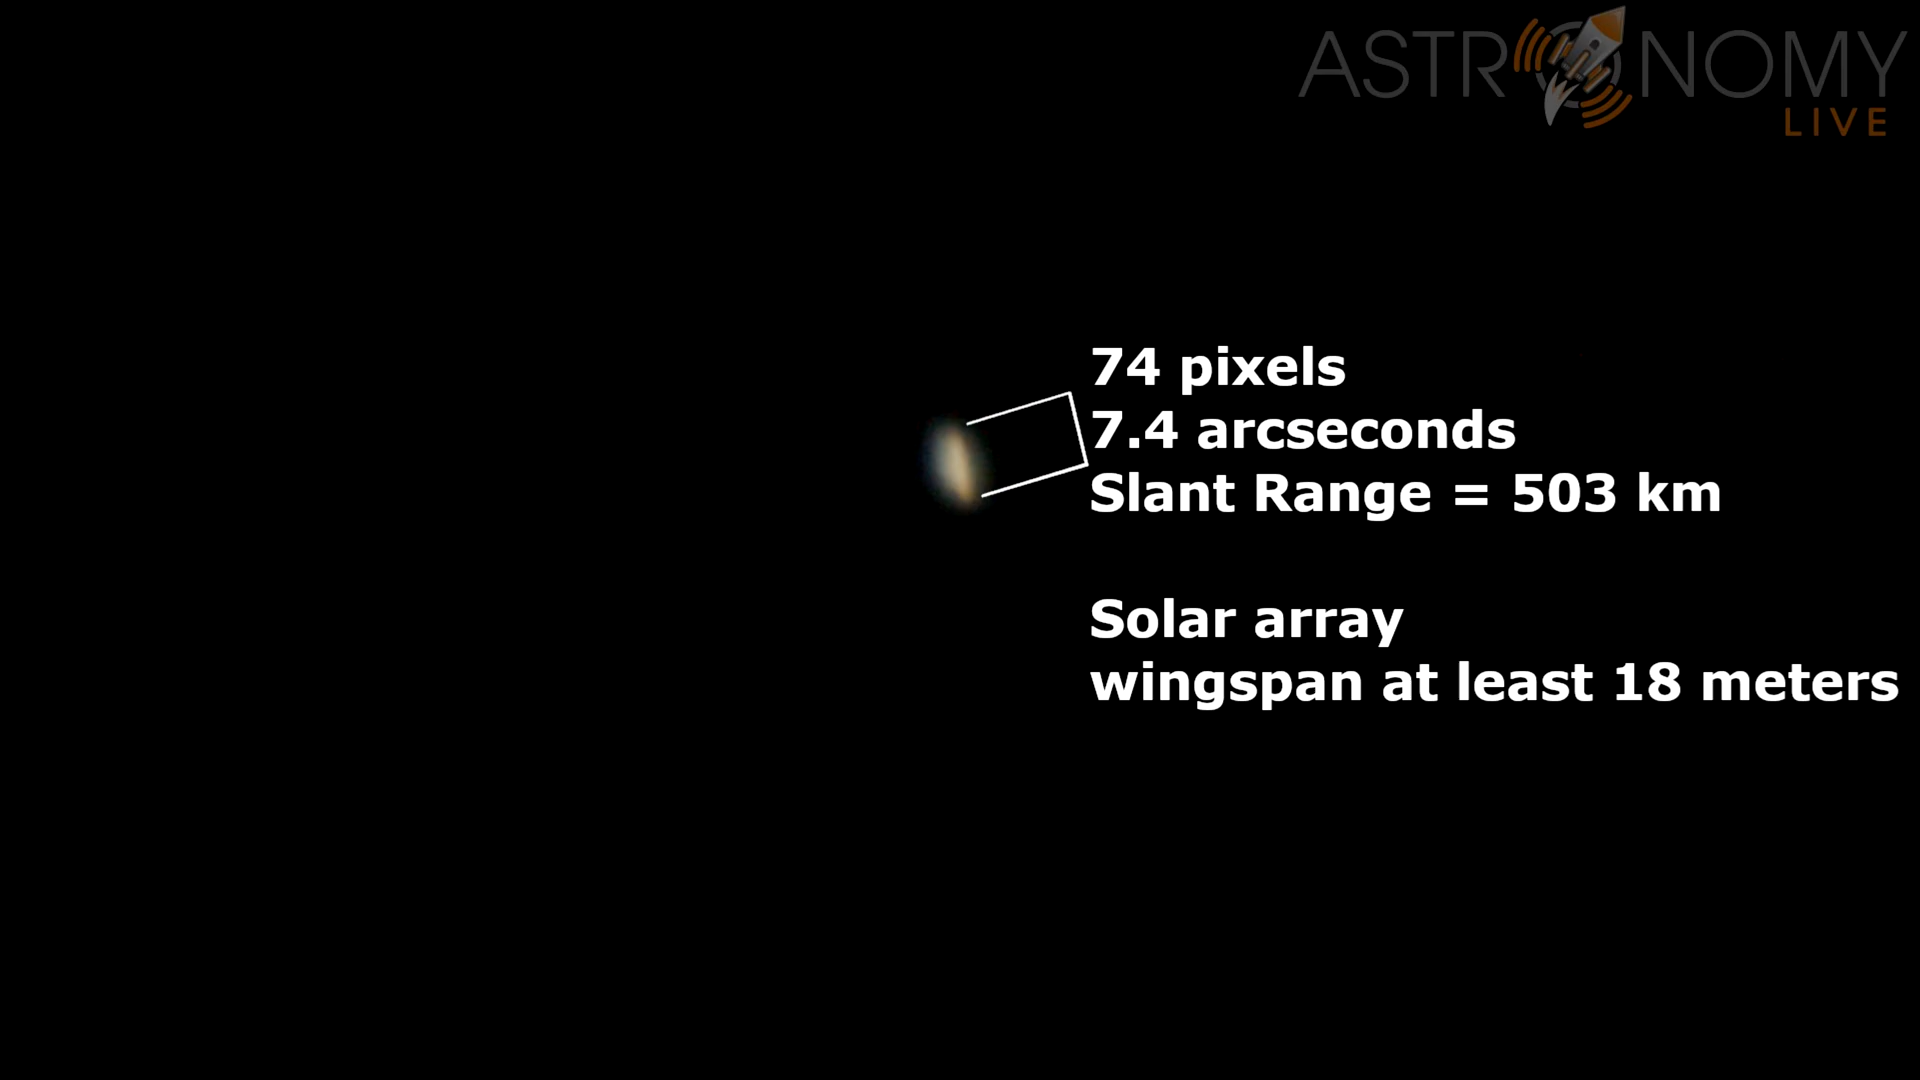 ASTRONOMY
LIVE
74 pixels
7.4 arcseconds
Slant Range = 503 km
Solar array
wingspan at least 18 meters